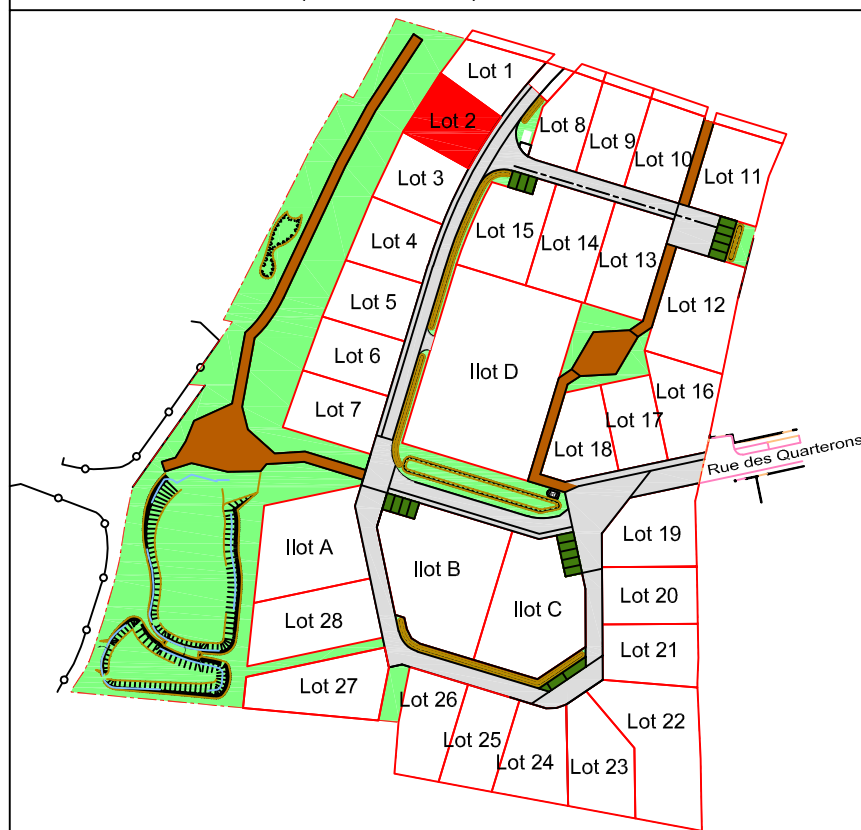 Lot 1
Lot 2
Lot 8
Lot 9
Lot 10
Lot 11
Lot 3
Lot 4
Lot 15
Lot 14
Lot 13
Lot 12
Lot 5
Lot 6
Lot 7
Ilot D
Lot 16
Lot 17
Lot 18
Rue des Quarterons
Ilot A
Ilot B
Ilot C
Lot 19
Lot 20
Lot 21
Lot 28
Lot 27
Lot 26
Lot 25
Lot 24
Lot 23
Lot 22